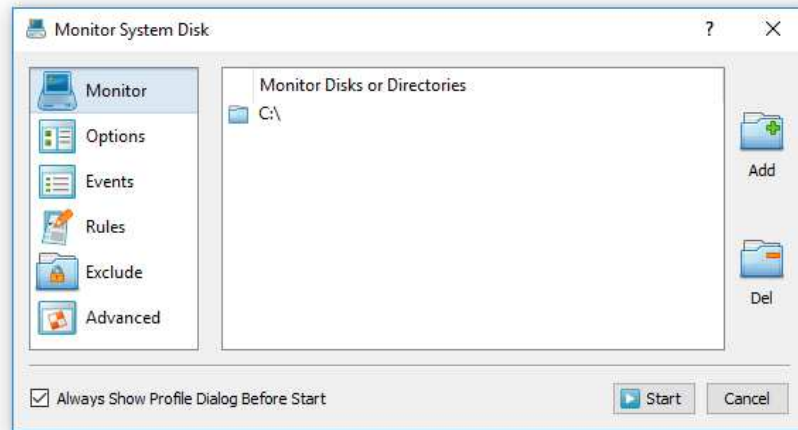 Monitor System Disk
?
Monitor
Options
Events
Rules
Exclude
Advanced
Monitor Disks or Directories
C:\
Add
Del
Always Show Profile Dialog Before Start
Start
Cancel